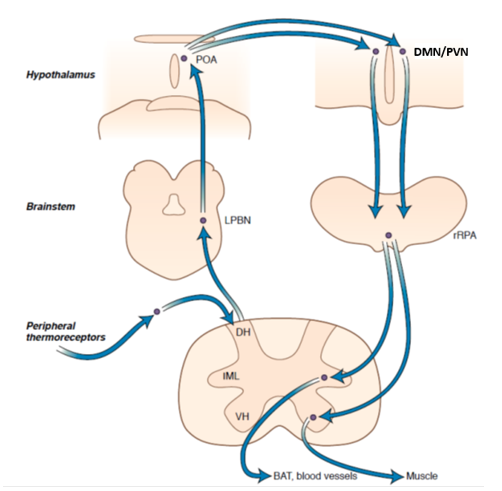 DMN/PVN
POA
Hypothalamus
Brainstem
LPBN
rRPA
Peripheral
thermoreceptors
DH
IML
VH
BAT, blood vessels
Muscle